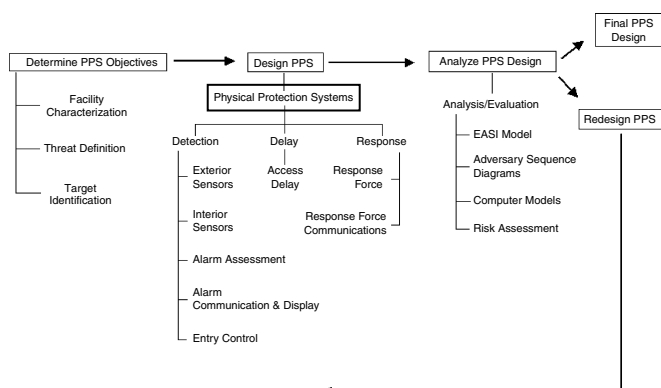 Final PPS
Design
Determine PPS Objectives
Design PPS
Analyze PPS Design
Physical Protection Systems
Facility
Characterization
Threat Definition
Target
Identification
Detection
Exterior
Sensors
Interior
Sensors
Alarm Assessment
Alarm
Communication & Display
Entry Control
Delay
Access
Delay
Response
Response
Force
Response Force
Communications
Analysis/Evaluation
EASI Model
Adversary Sequence
Diagrams
Computer Models
Risk Assessment
Redesign PPS